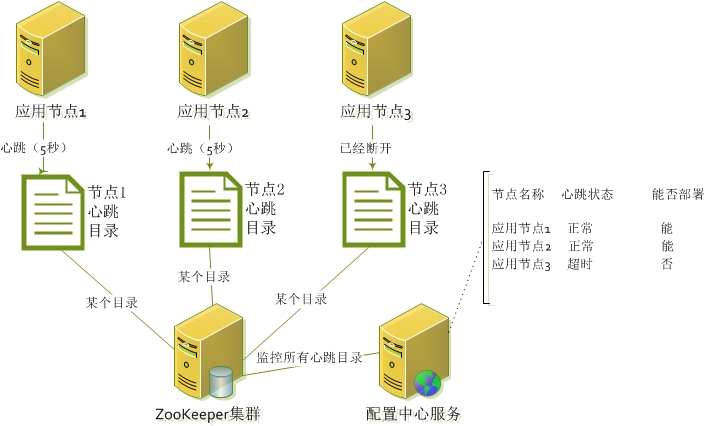 应用节点1
应用节点2
应用节点3
心跳（5秒）
心跳（5秒）
已经断开
节点1
心跳
目录
节点2
心跳
目录
节点3
心跳
目录
节点名称 心跳状态 能否部署
应用节点1 正常 能
应用节点2 正常 能
应用节点3 超时 否
某个目录
某个目录
某个目录
监控所有心跳目录
ZooKeeper集群
配置中心服务